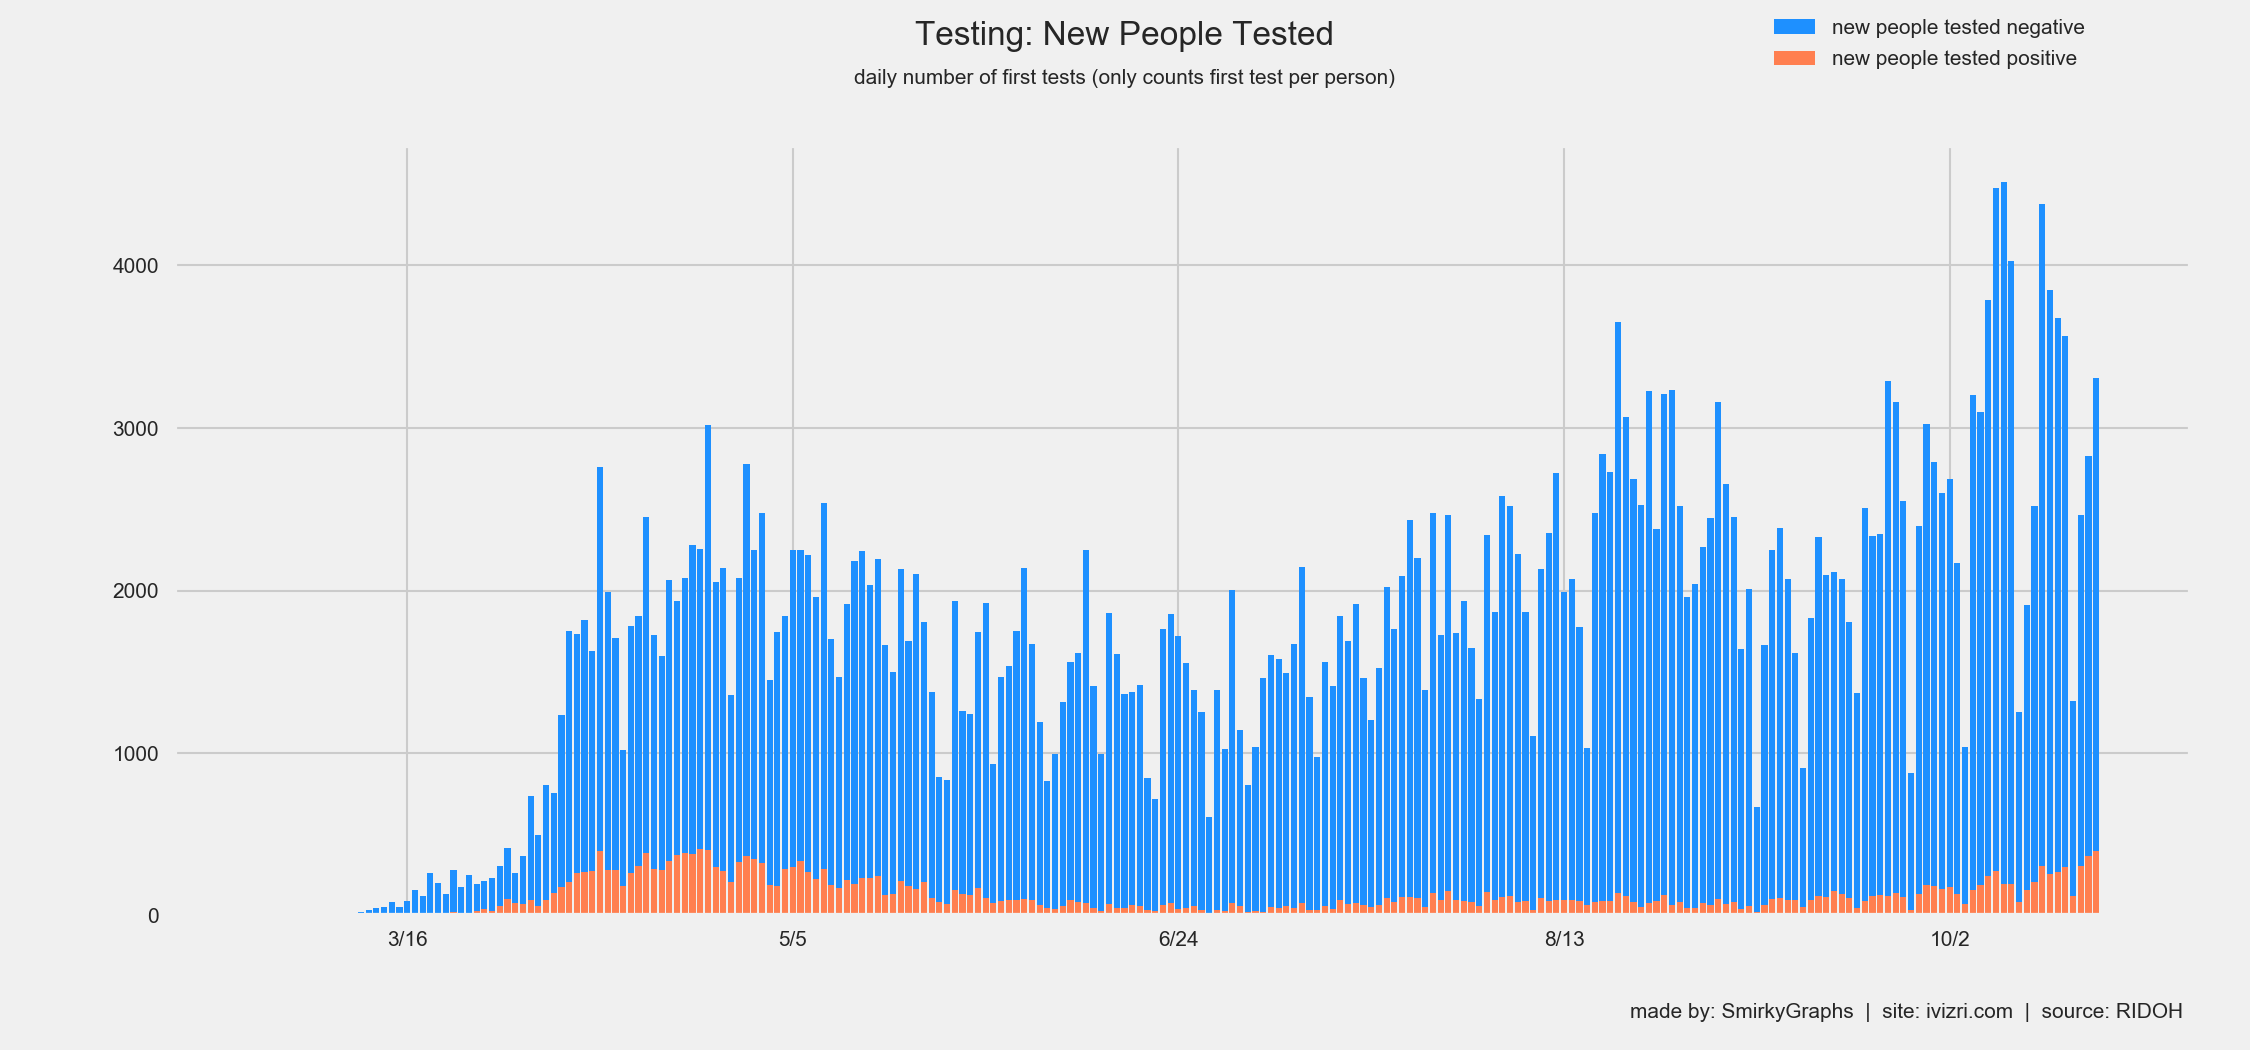 Testing: New People Tested
daily number of first tests (only counts first test per person)
new people tested negative
new people tested positive
4000
3000
2000
1000
0
3/16 5/5 6/24 8/13 10/2
made by: SmirkyGraphs | site: ivizri.com | source: RIDOH